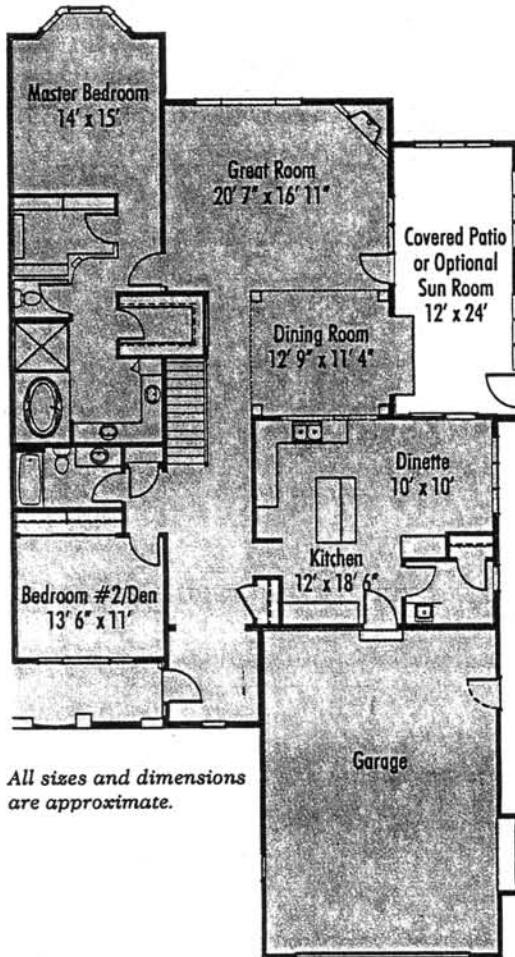 Master Bedroom
14' x 15'
Great Room
20' 7" x 16' 11"
Covered Patio
or Optional
Sun Room
12' x 24'
Dining Room
12' 9" x 11' 4"
Dinette
10' x 10'
Kitchen
12' x 18' 6"
Bedroom #2/Den
13' 6" x 11'
Garage
All sizes and dimensions
are approximate.